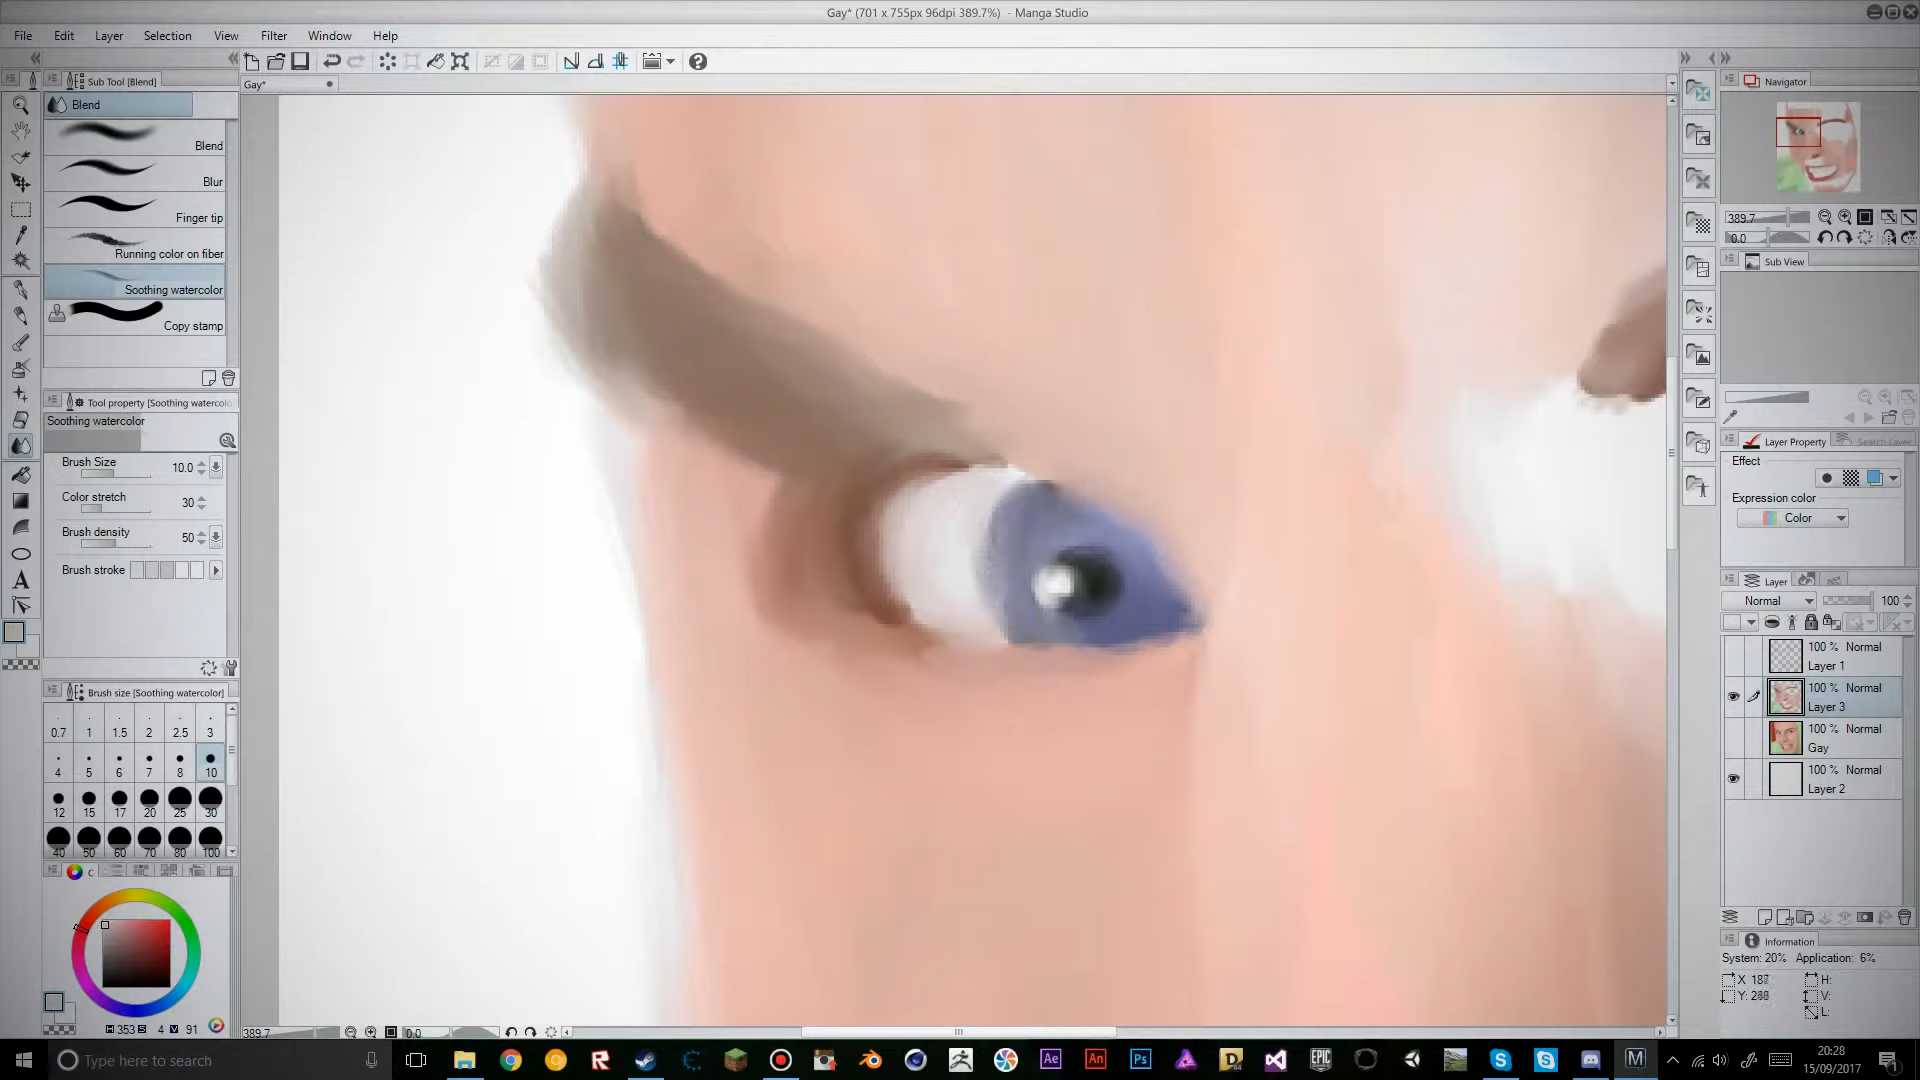 Gay* (701 x 755px 96dpi 389.7%) - Manga Studio
File Edit Layer Selection View Filter Window Help
Sub Tool [Blend]
Gay*
Navigator
Blend
Blend
Blur
Finger tip
Running color on fiber
Soothing watercolor
Copy stamp
389.7
0.0
Sub View
Tool property [Soothing watercolo
Soothing watercolor
Brush Size 10.0
Color stretch 30
Brush density 50
Brush stroke
Layer Property Search Layer
Effect
Expression color
Color
Layer
Normal 100
100 % Normal
Layer 1
100 % Normal
Layer 3
100 % Normal
Gay
100 % Normal
Layer 2
Brush size [Soothing watercolor]
0.7 1 1.5 2 2.5 3
4 5 6 7 8 10
12 15 17 20 25 30
40 50 60 70 80 100
C
H 353 S 4 V 91
389.7 0.0
Information
System: 20% Application: 6%
X H:
Y: V:
L:
Type here to search
Ae An Ps
EPIC
GAMES
M
20:28
15/09/2017